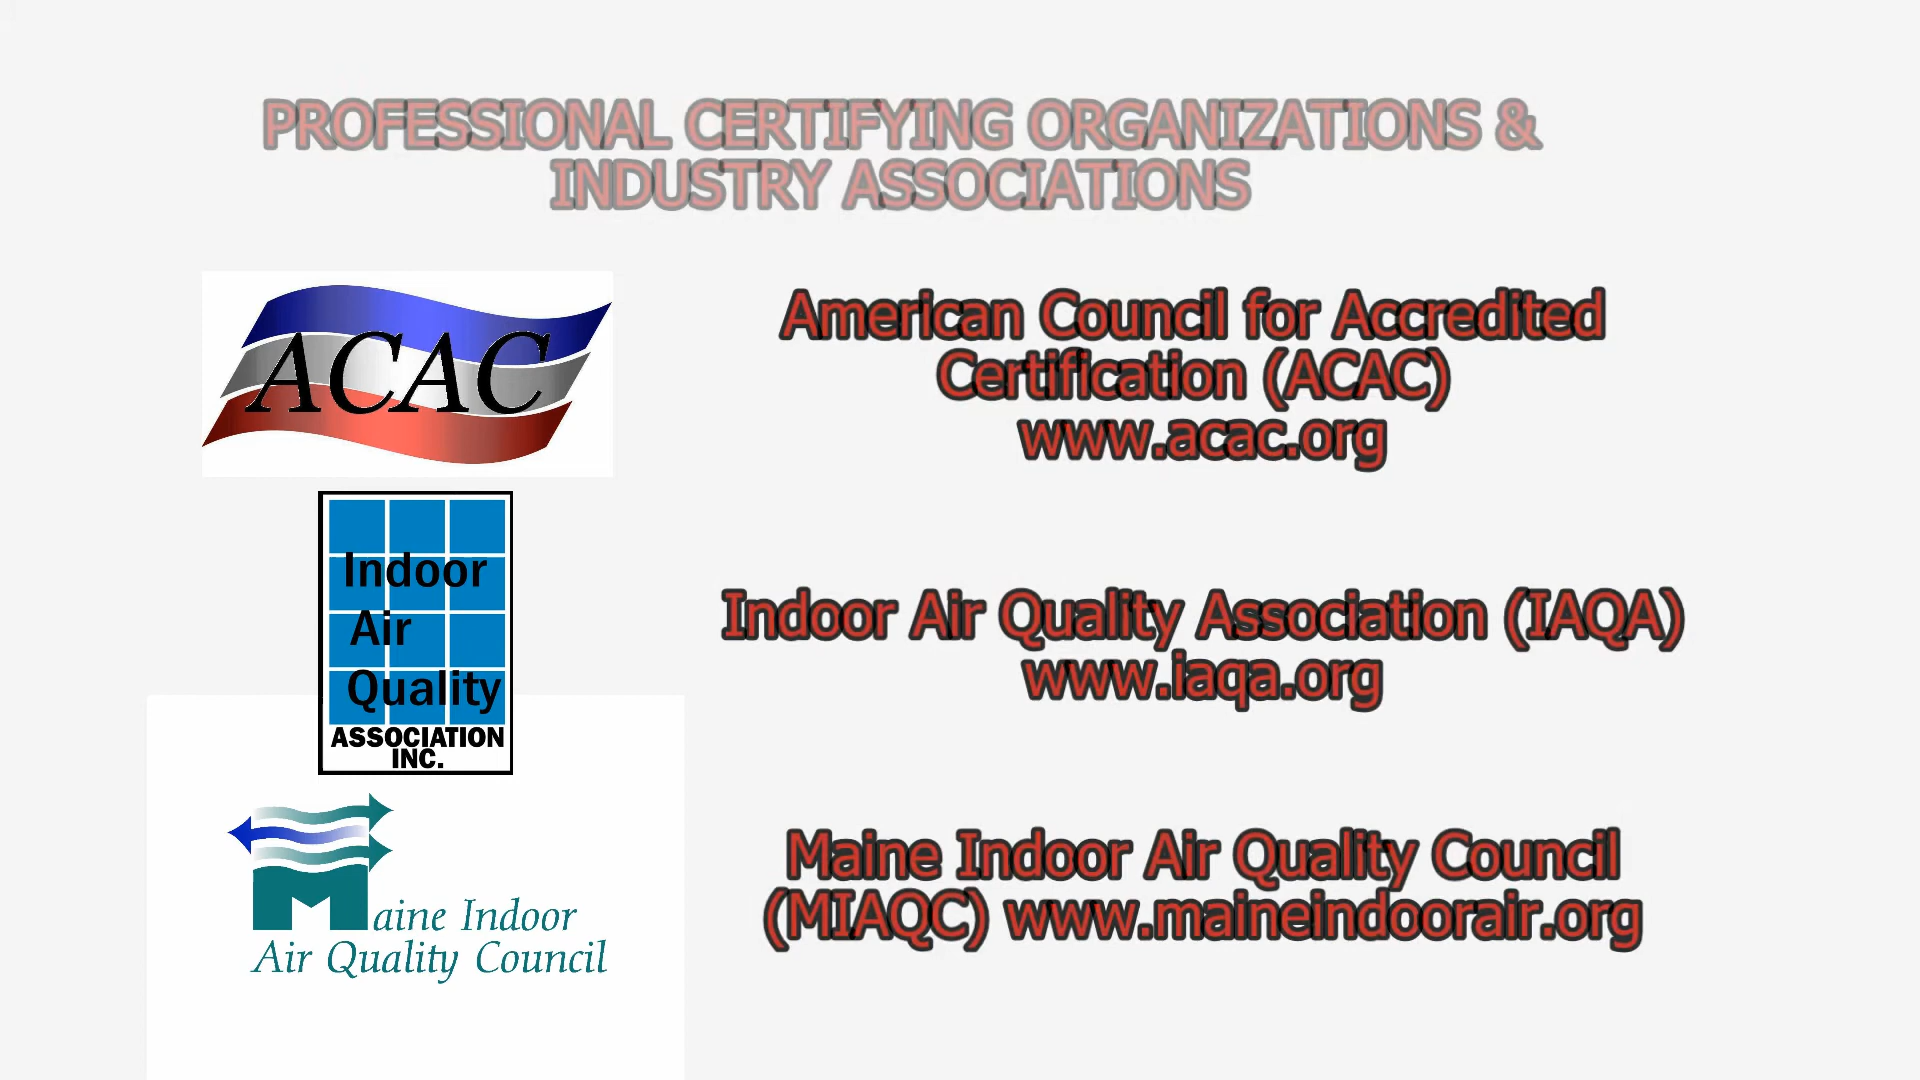 PROFESSIONAL CERTIFYING ORGANIZATIONS &
INDUSTRY ASSOCIATIONS
ACAC
American Council for Accredited
Certification (ACAC)
www.acac.org
Indoor
Air
Quality
ASSOCIATION
INC.
Indoor Air Quality Association (IAQA)
www.iaqa.org
Maine Indoor
Air Quality Council
Maine Indoor Air Quality Council
(MIAQC) www.maineindoorair.org